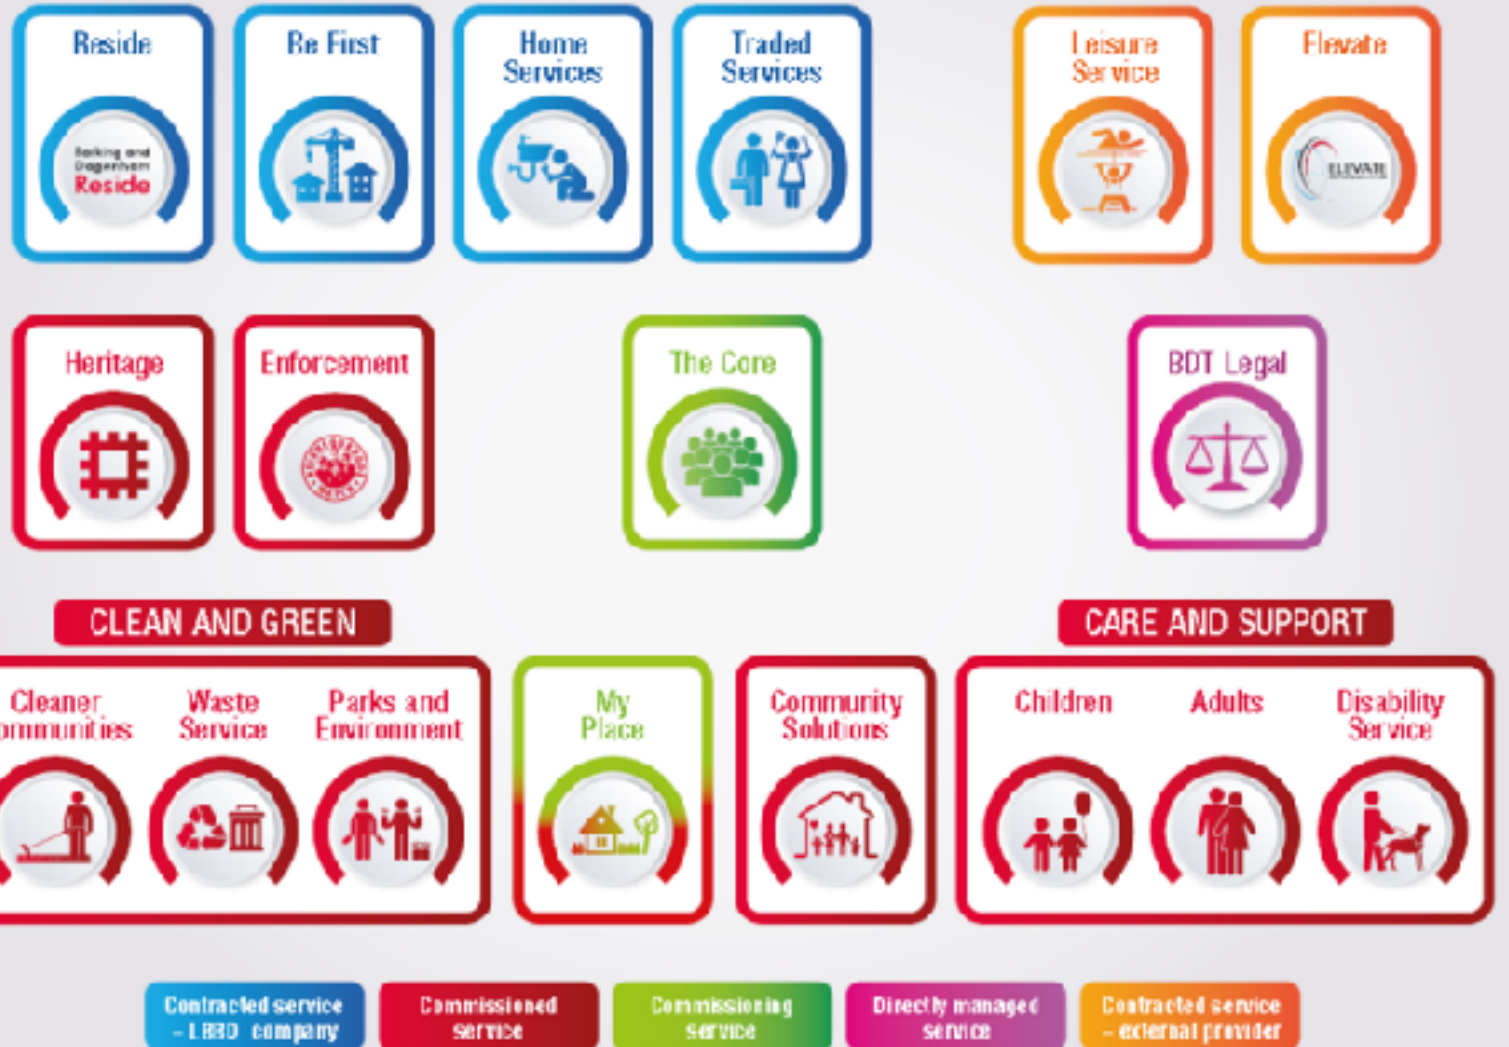 Reside
Re First
Home
Services
Traded
Services
Leisure
Service
Elevate
Barking and
Dagenham
Reside
ELEVATE
Heritage
Enforcement
The Core
BDT Legal
CLEAN AND GREEN
CARE AND SUPPORT
Cleaner
ommunities
Waste
Service
Parks and
Environment
My
Place
Community
Solutions
Children
Adults
Disability
Service
Contracted service
– LBBD company
Commissioned
service
Commissioning
service
Directly managed
service
Contracted service
– external provider